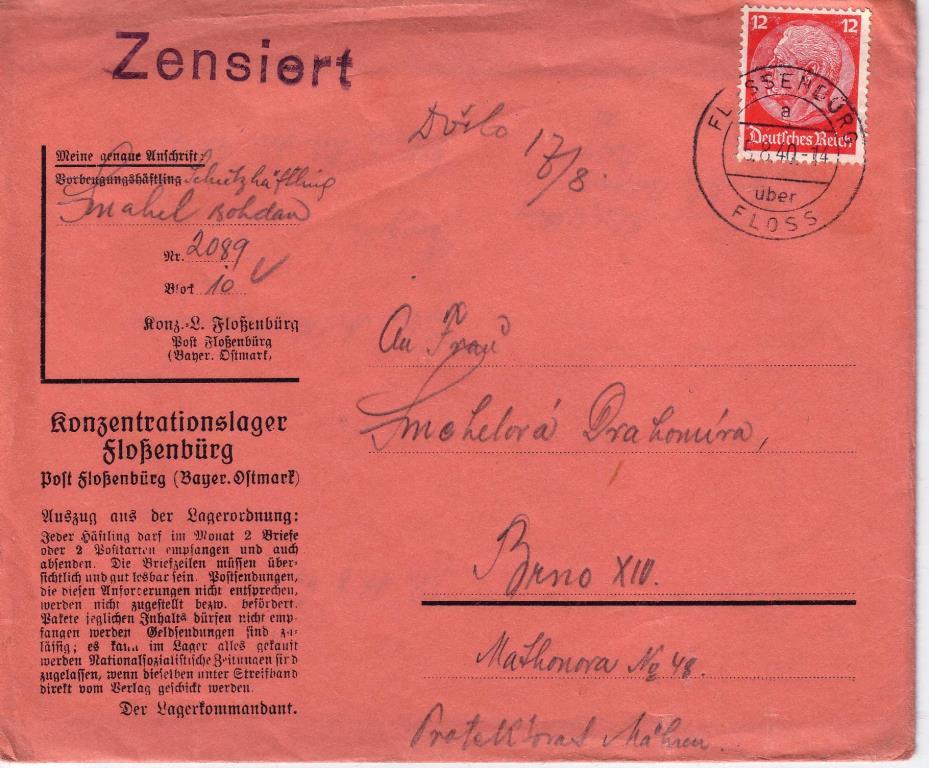 Zensiert
12 12
Deutsches Reich
FLOSSENBÜRG
a
8.40.-14
über
FLOSS
Došlo 17/8.
Meine genaue Anschrift:
Vorbeugungshäftling Schutzhäftling
Smahel Bohdan
Nr. 2089
Block 10
Konz.-L. Floßenbürg
Post Floßenbürg
(Bayer. Ostmark)
An Frau
Smahelová Drahomíra,
Brno XIV.
Mathonova No 48.
Protektorat Mähren.
Konzentrationslager
Floßenbürg
Post Floßenbürg (Bayer. Ostmark)
Auszug aus der Lagerordnung:
Jeder Häftling darf im Monat 2 Briefe
oder 2 Postkarten empfangen und auch
absenden. Die Briefzeilen müssen über-
sichtlich und gut lesbar sein. Postsendungen,
die diesen Anforderungen nicht entsprechen,
werden nicht zugestellt bezw. befördert.
Pakete jeglichen Inhalts dürfen nicht emp-
fangen werden Geldsendungen sind zu-
lässig; es kann im Lager alles gekauft
werden Nationalsozialistische Zeitungen sind
zugelassen, wenn dieselben unter Streifband
direkt vom Verlag geschickt werden.
Der Lagerkommandant.